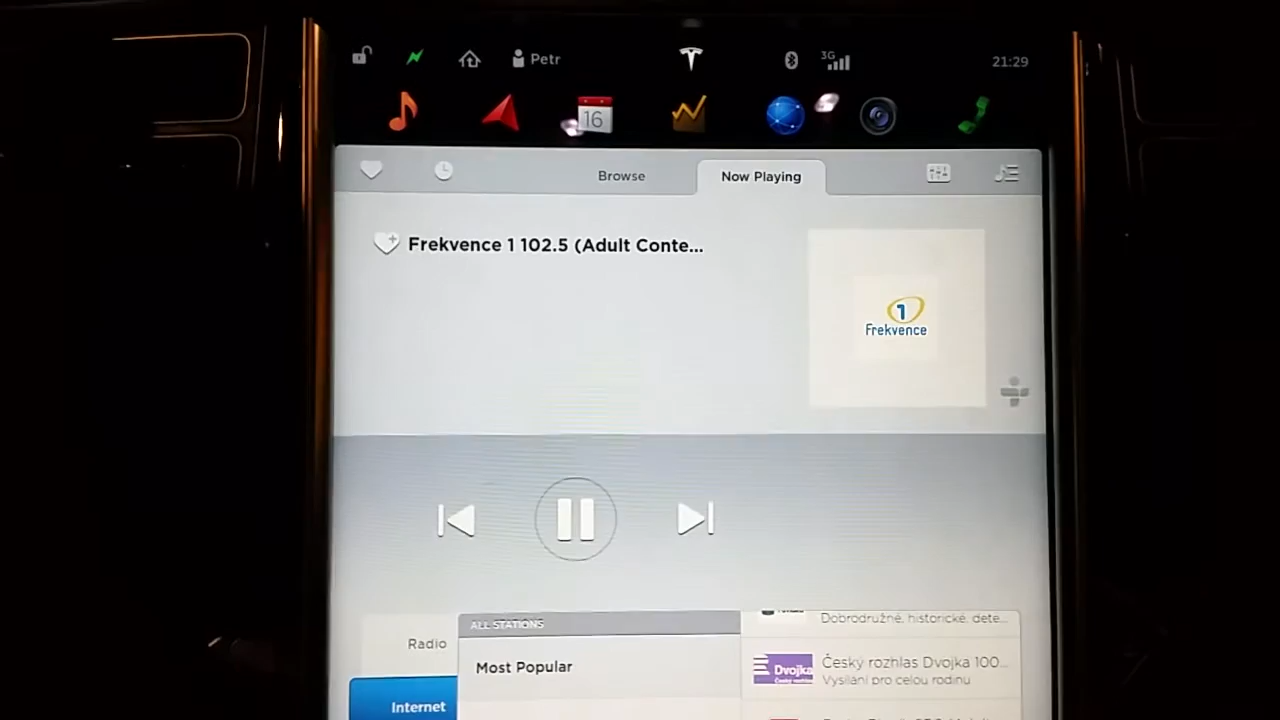 Petr
3G
21:29
16
Browse
Now Playing
Frekvence 1 102.5 (Adult Conte...
1
Frekvence
Radio
ALL STATIONS
Dobrodružné, historické, dete...
Most Popular
Dvojka
Český rozhlas Dvojka 100...
Vysílání pro celou rodinu
Internet